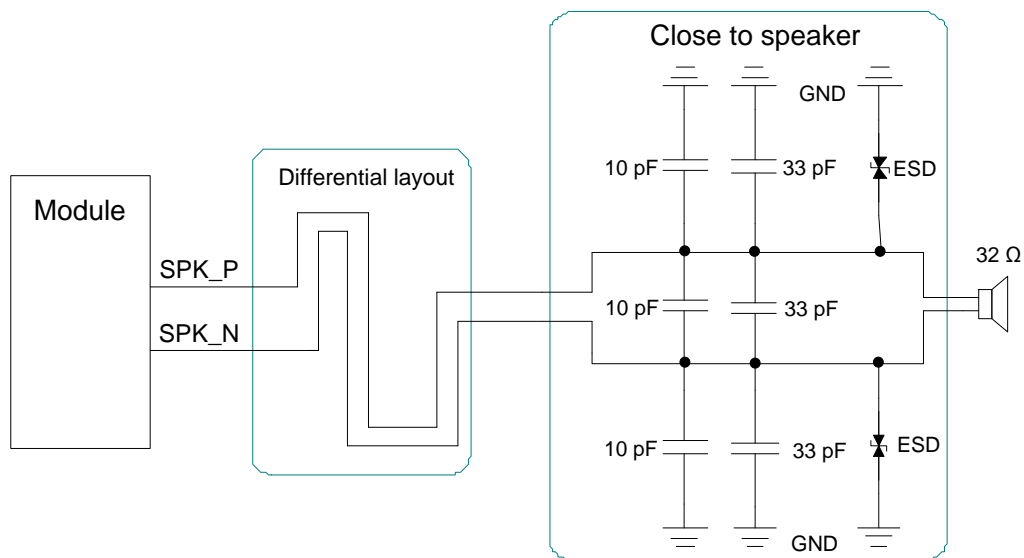 Close to speaker
GND
10 pF
33 pF
ESD
Differential layout
Module
SPK_P
32 Ω
10 pF
33 pF
SPK_N
10 pF
33 pF
ESD
GND